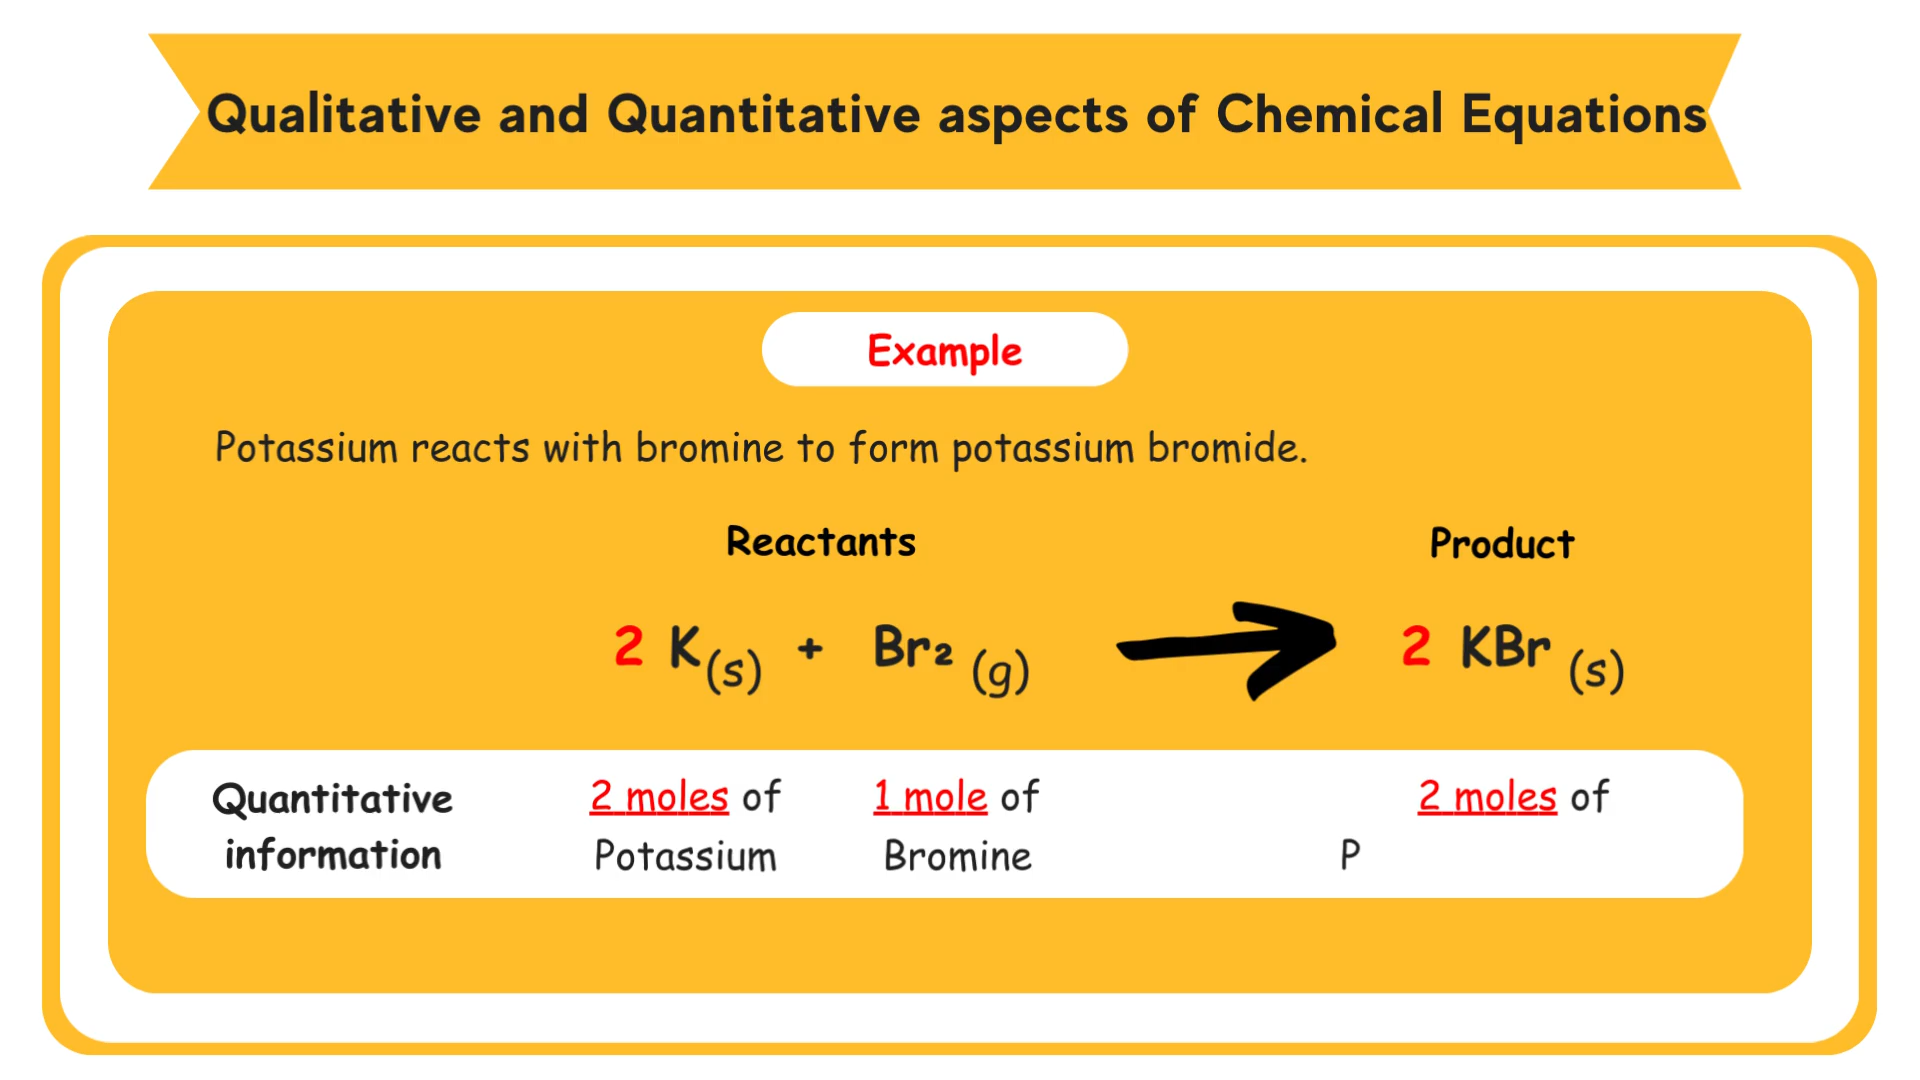 Qualitative and Quantitative aspects of Chemical Equations
Example
Potassium reacts with bromine to form potassium bromide.
Reactants Product
2 K(s) + Br₂ (g) → 2 KBr (s)
Quantitative 2 moles of 1 mole of 2 moles of
information Potassium Bromine P